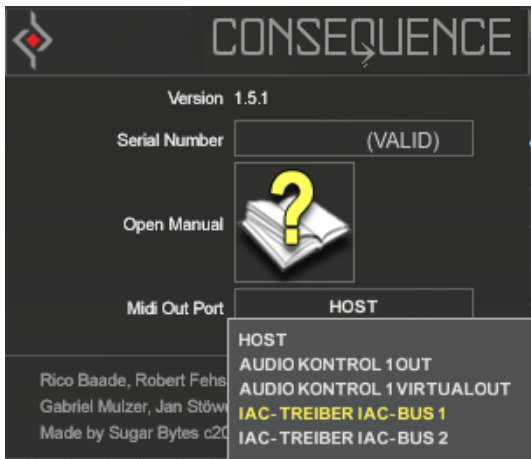 CONSEQUENCE
Version 1.5.1
Serial Number (VALID)
Open Manual
Midi Out Port HOST
HOST
AUDIO KONTROL 1 OUT
AUDIO KONTROL 1 VIRTUALOUT
IAC-TREIBER IAC-BUS 1
IAC-TREIBER IAC-BUS 2
Rico Baade, Robert Fehs
Gabriel Mulzer, Jan Stöw
Made by Sugar Bytes c20